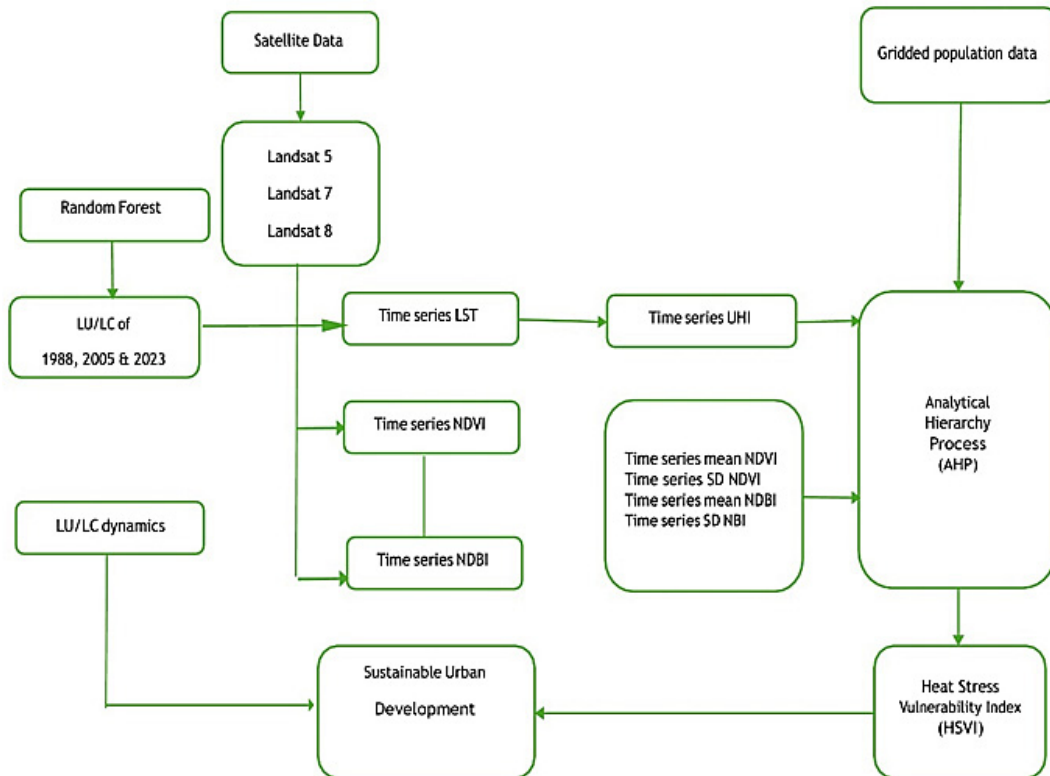 Satellite Data
Gridded population data
Landsat 5
Landsat 7
Landsat 8
Random Forest
LU/LC of
1988, 2005 & 2023
Time series LST
Time series UHI
Analytical
Hierarchy
Process
(AHP)
Time series NDVI
Time series mean NDVI
Time series SD NDVI
Time series mean NDBI
Time series SD NBI
LU/LC dynamics
Time series NDBI
Sustainable Urban
Development
Heat Stress
Vulnerability Index
(HSVI)